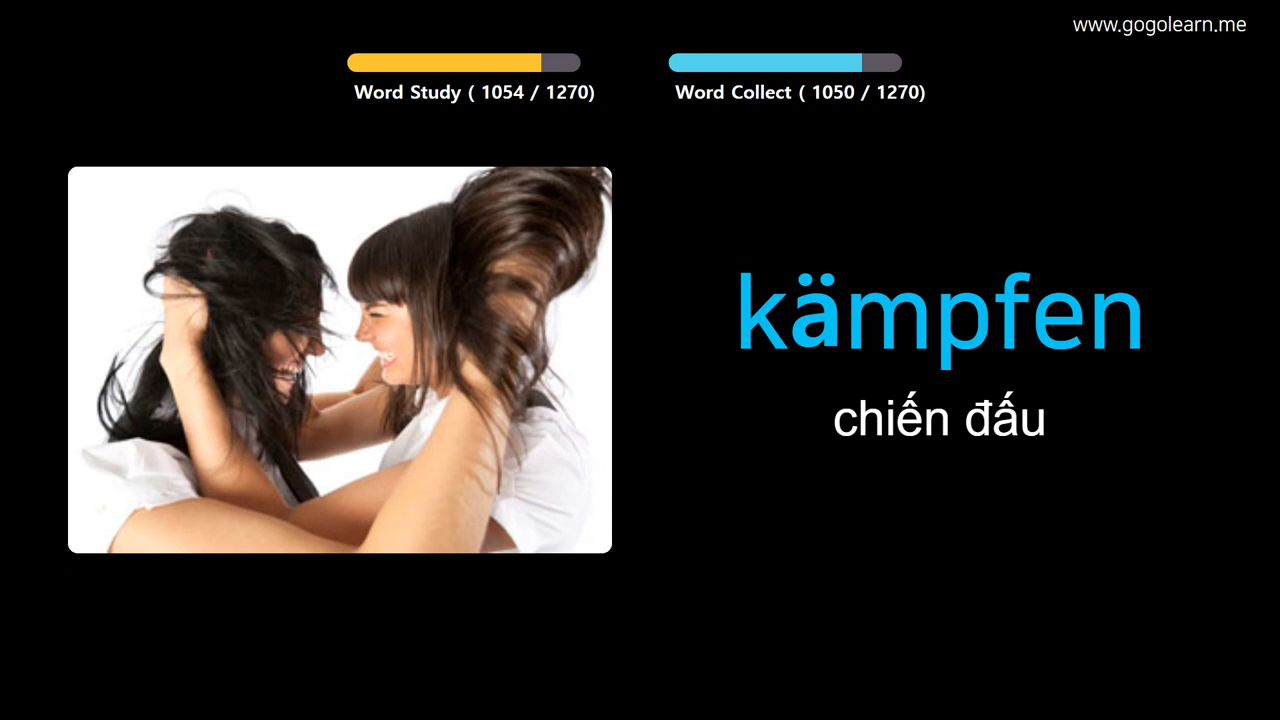 www.gogolearn.me
Word Study ( 1054 / 1270)
Word Collect ( 1050 / 1270)
kämpfen
chiến đấu